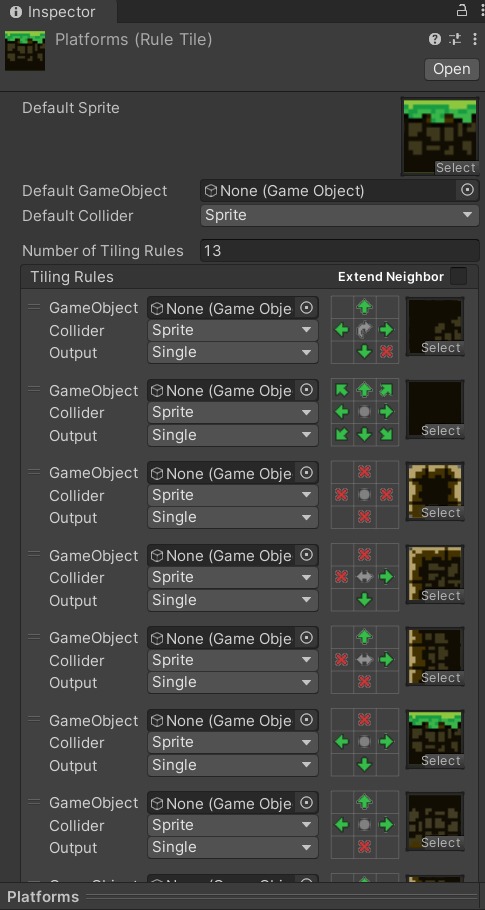 Inspector
Platforms (Rule Tile)
Open
Default Sprite
Select
Default GameObject
None (Game Object)
Default Collider
Sprite
Number of Tiling Rules
13
Tiling Rules
Extend Neighbor
GameObject
None (Game Obje
Collider
Sprite
Output
Single
Select
GameObject
None (Game Obje
Collider
Sprite
Output
Single
Select
GameObject
None (Game Obje
Collider
Sprite
Output
Single
Select
GameObject
None (Game Obje
Collider
Sprite
Output
Single
Select
GameObject
None (Game Obje
Collider
Sprite
Output
Single
Select
GameObject
None (Game Obje
Collider
Sprite
Output
Single
Select
GameObject
None (Game Obje
Collider
Sprite
Output
Single
Select
Platforms